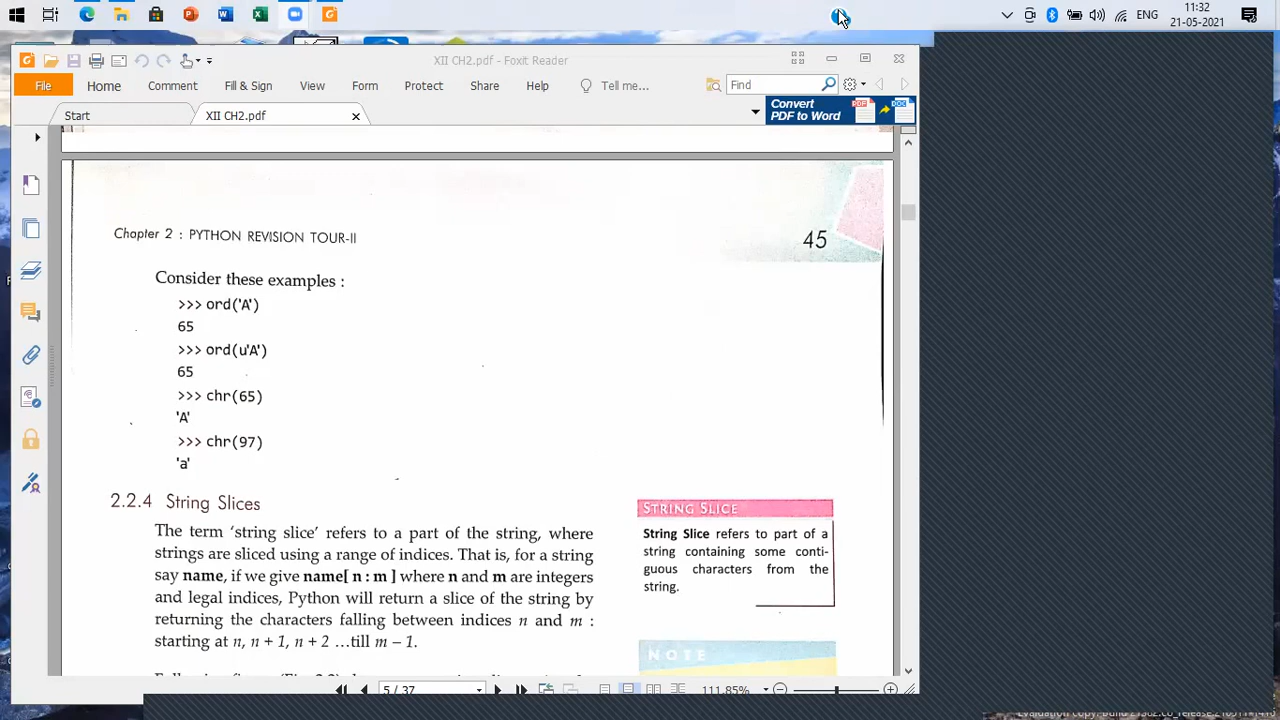 11:32
ENG
21-05-2021
XII CH2.pdf - Foxit Reader
File Home Comment Fill & Sign View Form Protect Share Help Tell me... Find
Start XII CH2.pdf
Convert
PDF to Word
Chapter 2 : PYTHON REVISION TOUR-II
45
Consider these examples :
>>> ord('A')
65
>>> ord(u'A')
65
>>> chr(65)
'A'
>>> chr(97)
'a'
2.2.4 String Slices
The term 'string slice' refers to a part of the string, where
strings are sliced using a range of indices. That is, for a string
say name, if we give name[ n : m ] where n and m are integers
and legal indices, Python will return a slice of the string by
returning the characters falling between indices n and m :
starting at n, n + 1, n + 2 ...till m – 1.
STRING SLICE
String Slice refers to part of a
string containing some conti-
guous characters from the
string.
NOTE
5 / 37
111.85%